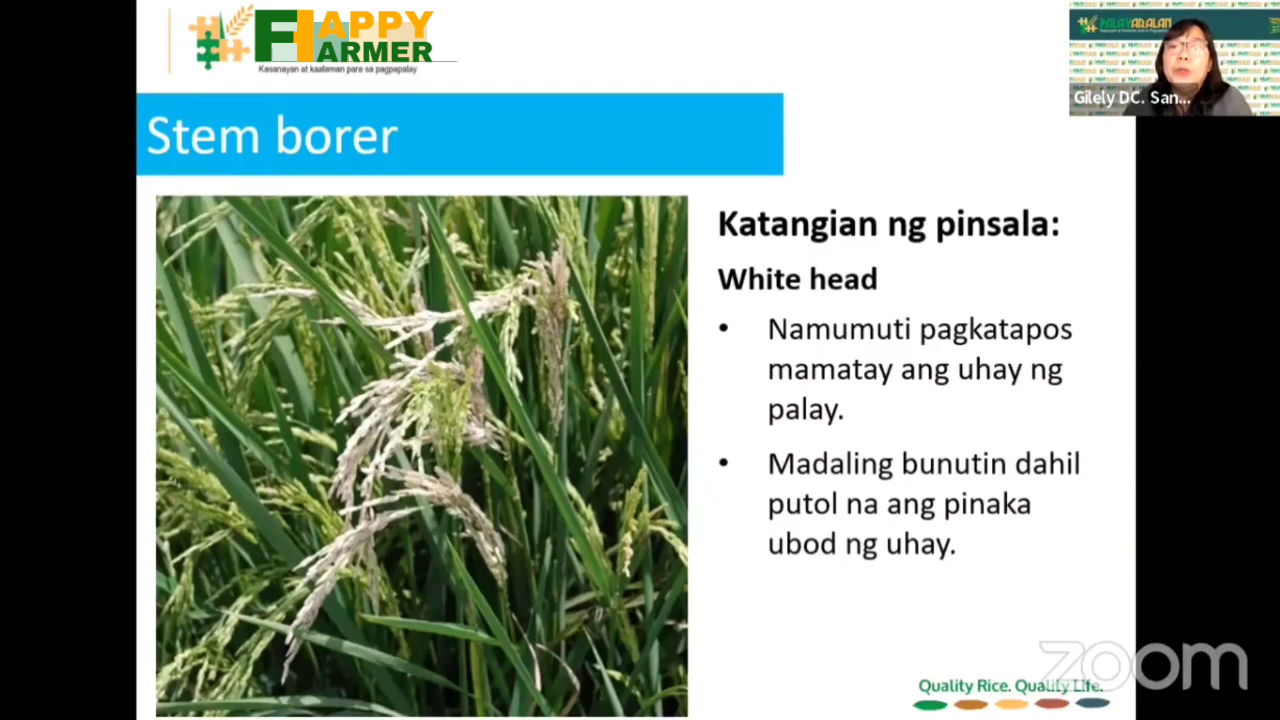 HAPPY
FARMER
Kasanayan at kaalaman para sa pagpapalay
PALAYARALAN
Gilely DC. San...
Stem borer
Katangian ng pinsala:
White head
• Namumuti pagkatapos
mamatay ang uhay ng
palay.
• Madaling bunutin dahil
putol na ang pinaka
ubod ng uhay.
zoom
Quality Rice. Quality Life.